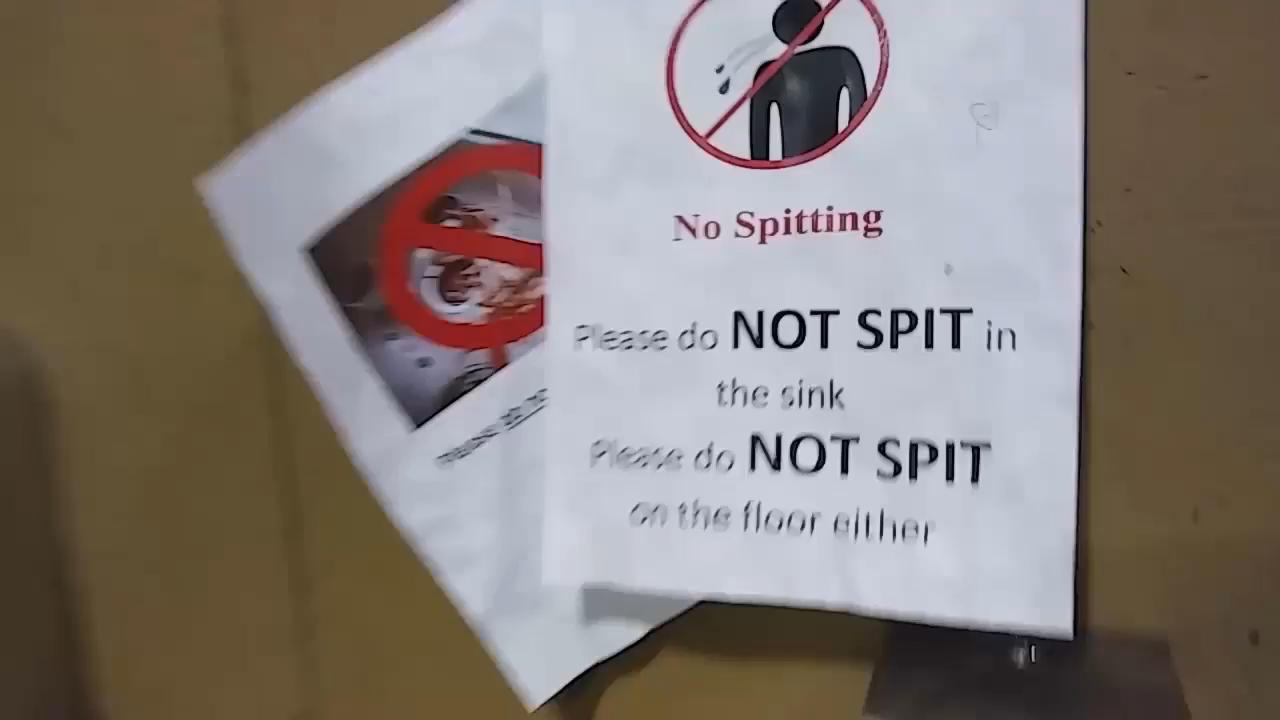 No Spitting
Please do NOT SPIT in
the sink
Please do NOT SPIT
on the floor either